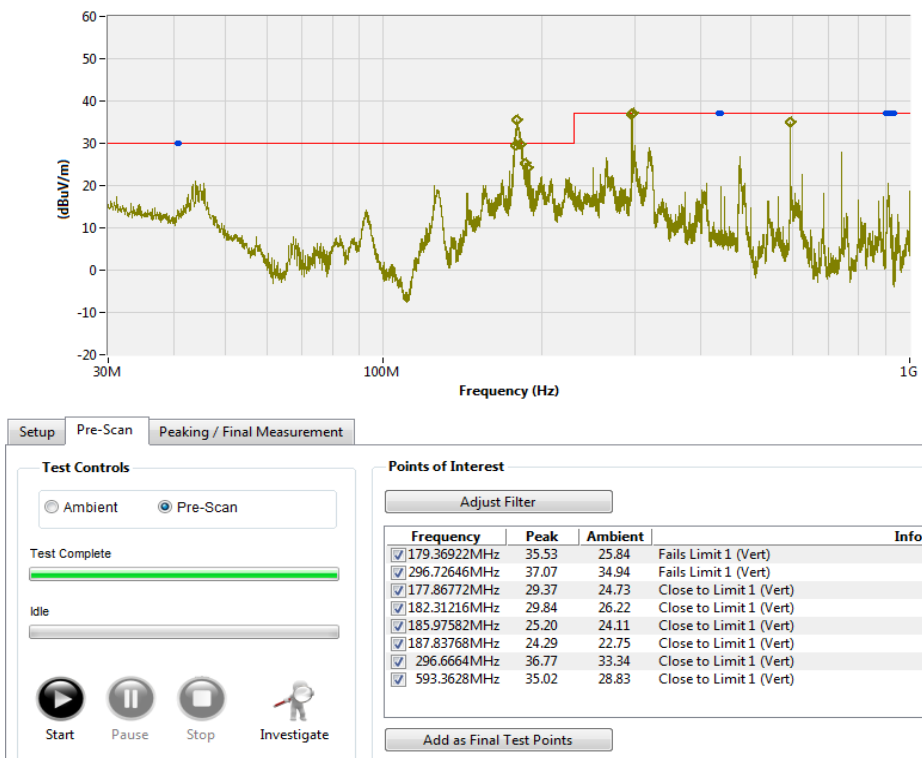 60
50
40
30
20
10
0
-10
-20
(dBuV/m)
30M 100M 1G
Frequency (Hz)
Setup Pre-Scan Peaking / Final Measurement
Test Controls
Ambient Pre-Scan
Test Complete
Idle
Start Pause Stop Investigate
Points of Interest
Adjust Filter
Frequency Peak Ambient Info
179.36922MHz 35.53 25.84 Fails Limit 1 (Vert)
296.72646MHz 37.07 34.94 Fails Limit 1 (Vert)
177.86772MHz 29.37 24.73 Close to Limit 1 (Vert)
182.31216MHz 29.84 26.22 Close to Limit 1 (Vert)
185.97582MHz 25.20 24.11 Close to Limit 1 (Vert)
187.83768MHz 24.29 22.75 Close to Limit 1 (Vert)
296.6664MHz 36.77 33.34 Close to Limit 1 (Vert)
593.3628MHz 35.02 28.83 Close to Limit 1 (Vert)
Add as Final Test Points